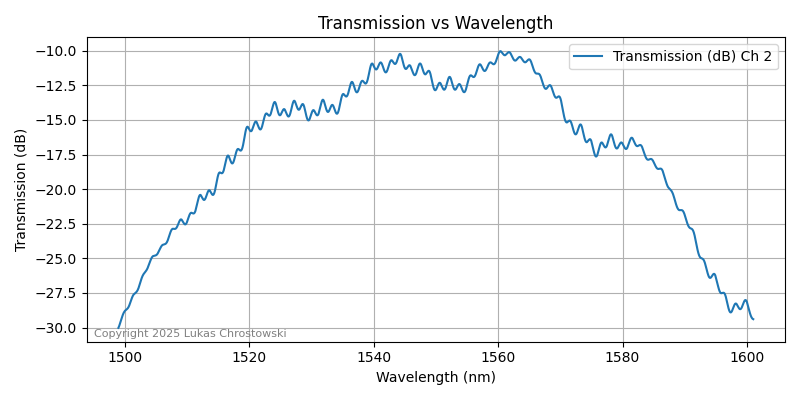 Transmission vs Wavelength
Transmission (dB) Ch 2
Transmission (dB)
−10.0
−12.5
−15.0
−17.5
−20.0
−22.5
−25.0
−27.5
−30.0
Copyright 2025 Lukas Chrostowski
1500 1520 1540 1560 1580 1600
Wavelength (nm)